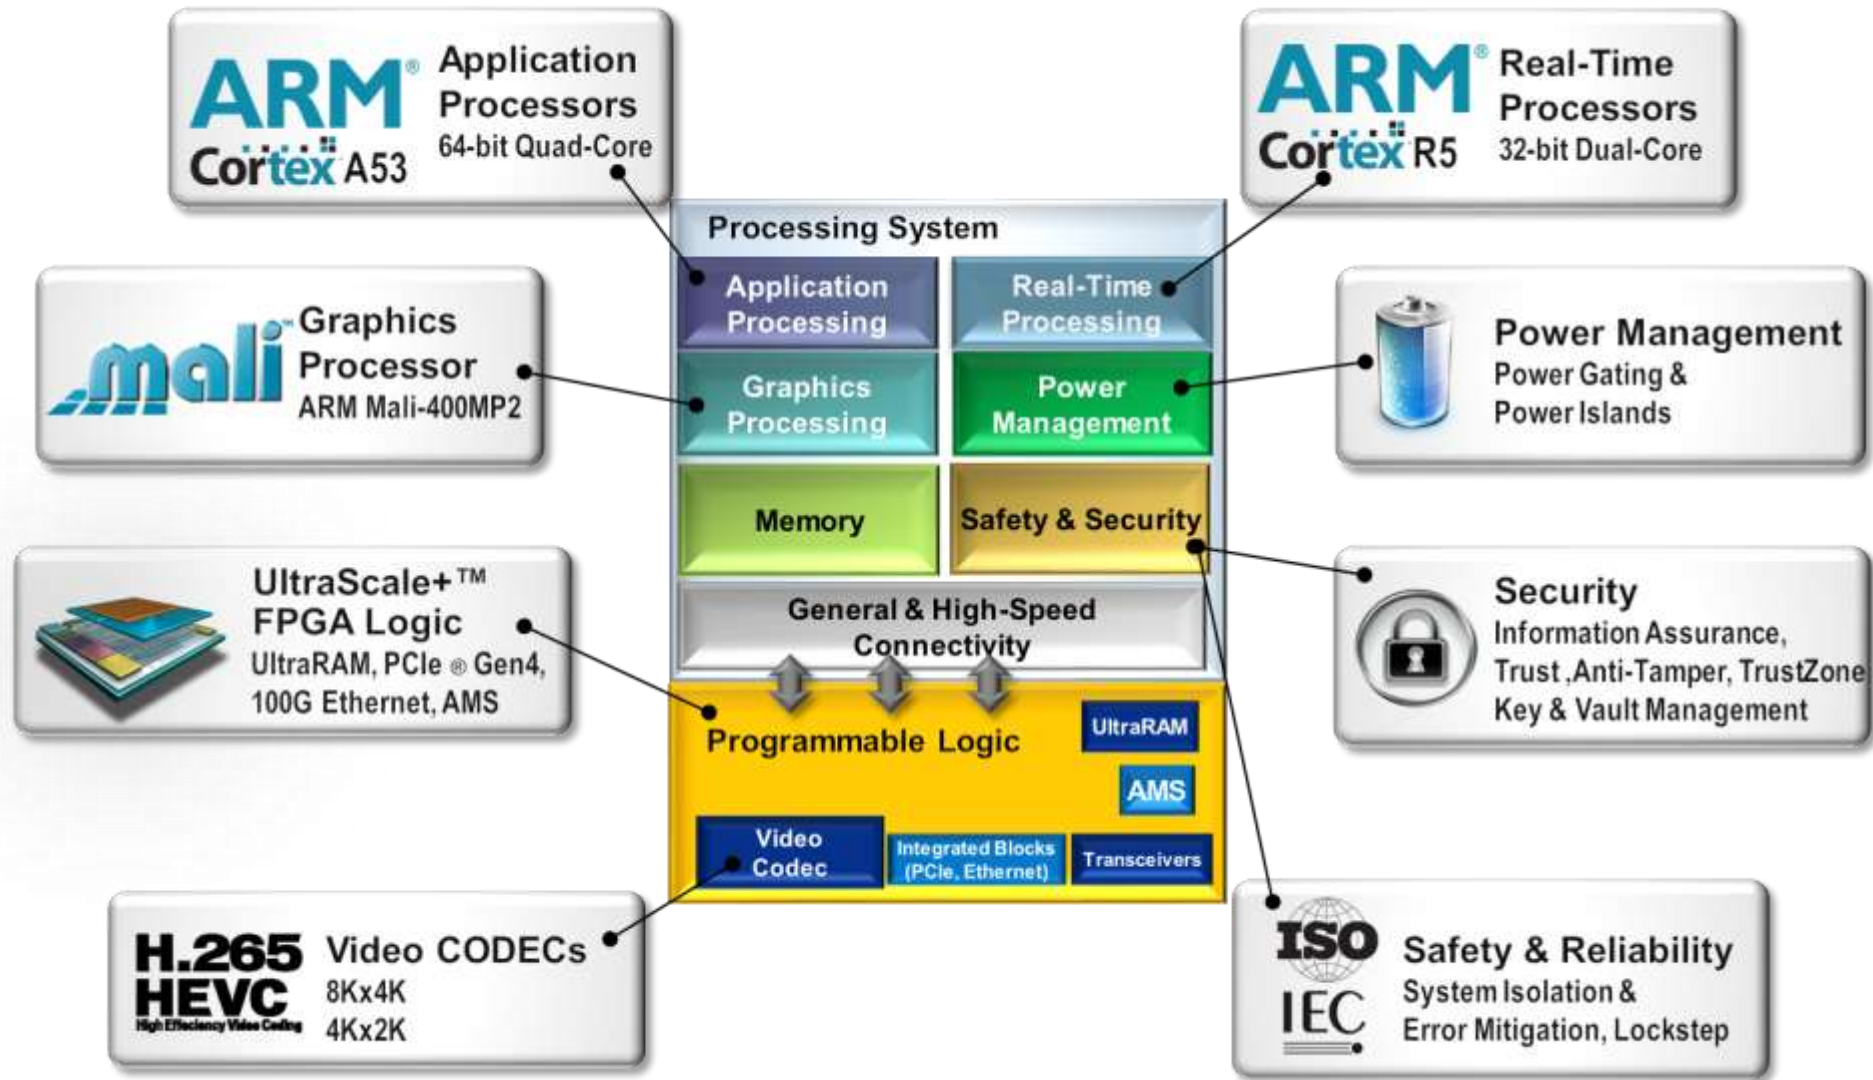 ARM®
Cortex A53
Application
Processors
64-bit Quad-Core
ARM®
Cortex R5
Real-Time
Processors
32-bit Dual-Core
mali™
Graphics
Processor
ARM Mali-400MP2
UltraScale+™
FPGA Logic
UltraRAM, PCIe ® Gen4,
100G Ethernet, AMS
H.265
HEVC
High Effeciancy Video Coding
Video CODECs
8Kx4K
4Kx2K
Processing System
Application
Processing
Real-Time
Processing
Graphics
Processing
Power
Management
Memory
Safety & Security
General & High-Speed
Connectivity
Programmable Logic
UltraRAM
AMS
Video
Codec
Integrated Blocks
(PCIe, Ethernet)
Transceivers
Power Management
Power Gating &
Power Islands
Security
Information Assurance,
Trust ,Anti-Tamper, TrustZone
Key & Vault Management
ISO
IEC
Safety & Reliability
System Isolation &
Error Mitigation, Lockstep